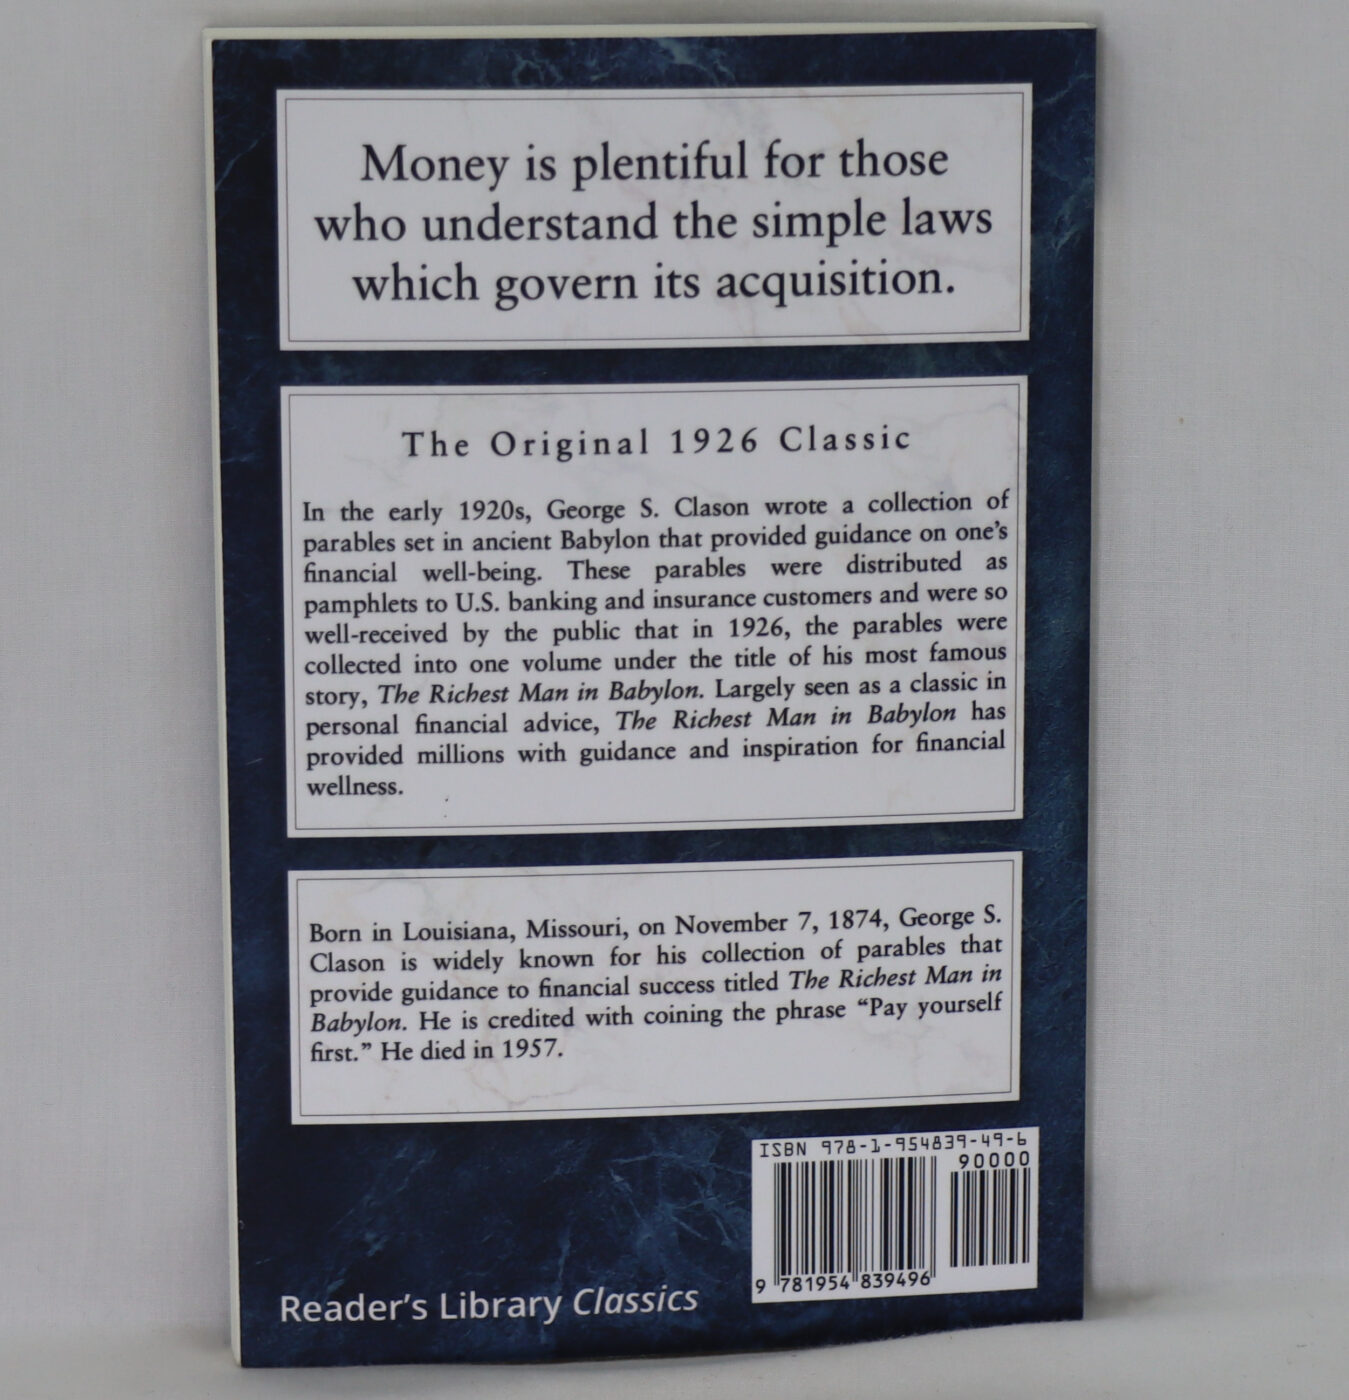 Money is plentiful for those
who understand the simple laws
which govern its acquisition.
The Original 1926 Classic
In the early 1920s, George S. Clason wrote a collection of
parables set in ancient Babylon that provided guidance on one’s
financial well-being. These parables were distributed as
pamphlets to U.S. banking and insurance customers and were so
well-received by the public that in 1926, the parables were
collected into one volume under the title of his most famous
story, The Richest Man in Babylon. Largely seen as a classic in
personal financial advice, The Richest Man in Babylon has
provided millions with guidance and inspiration for financial
wellness.
Born in Louisiana, Missouri, on November 7, 1874, George S.
Clason is widely known for his collection of parables that
provide guidance to financial success titled The Richest Man in
Babylon. He is credited with coining the phrase “Pay yourself
first.” He died in 1957.
ISBN 978-1-954839-49-6
90000
9 781954 839496
Reader’s Library Classics